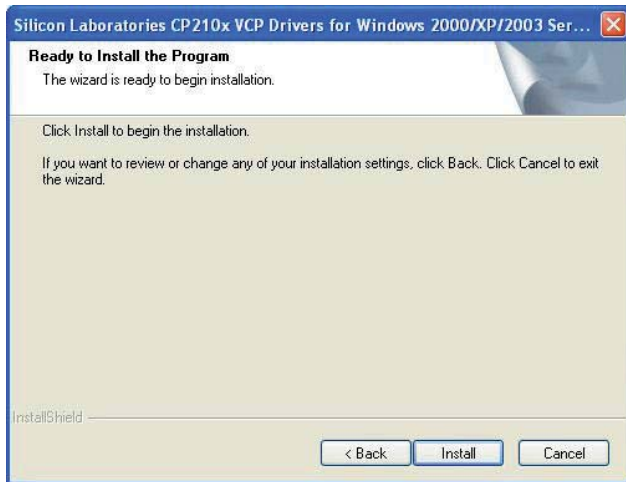 Silicon Laboratories CP210x VCP Drivers for Windows 2000/XP/2003 Ser...
Ready to Install the Program
The wizard is ready to begin installation.
Click Install to begin the installation.
If you want to review or change any of your installation settings, click Back. Click Cancel to exit
the wizard.
InstallShield
< Back Install Cancel